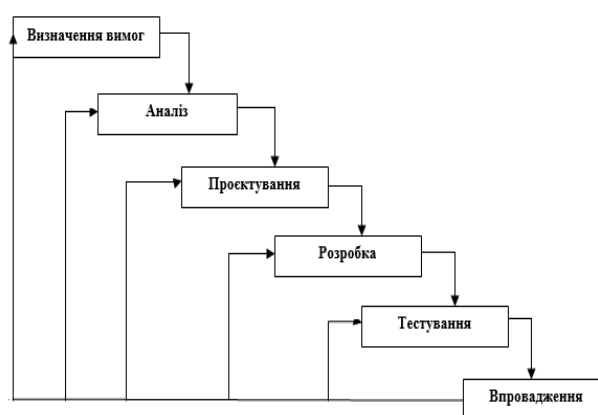 Визначення вимог
Аналіз
Проєктування
Розробка
Тестування
Впровадження